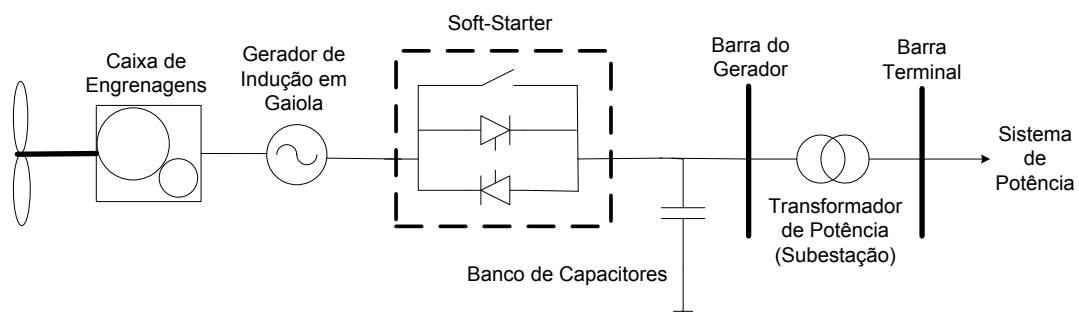 Soft-Starter
Caixa de
Engrenagens
Gerador de
Indução em
Gaiola
Barra do
Gerador
Barra
Terminal
Sistema
de
Potência
Transformador
de Potência
(Subestação)
Banco de Capacitores